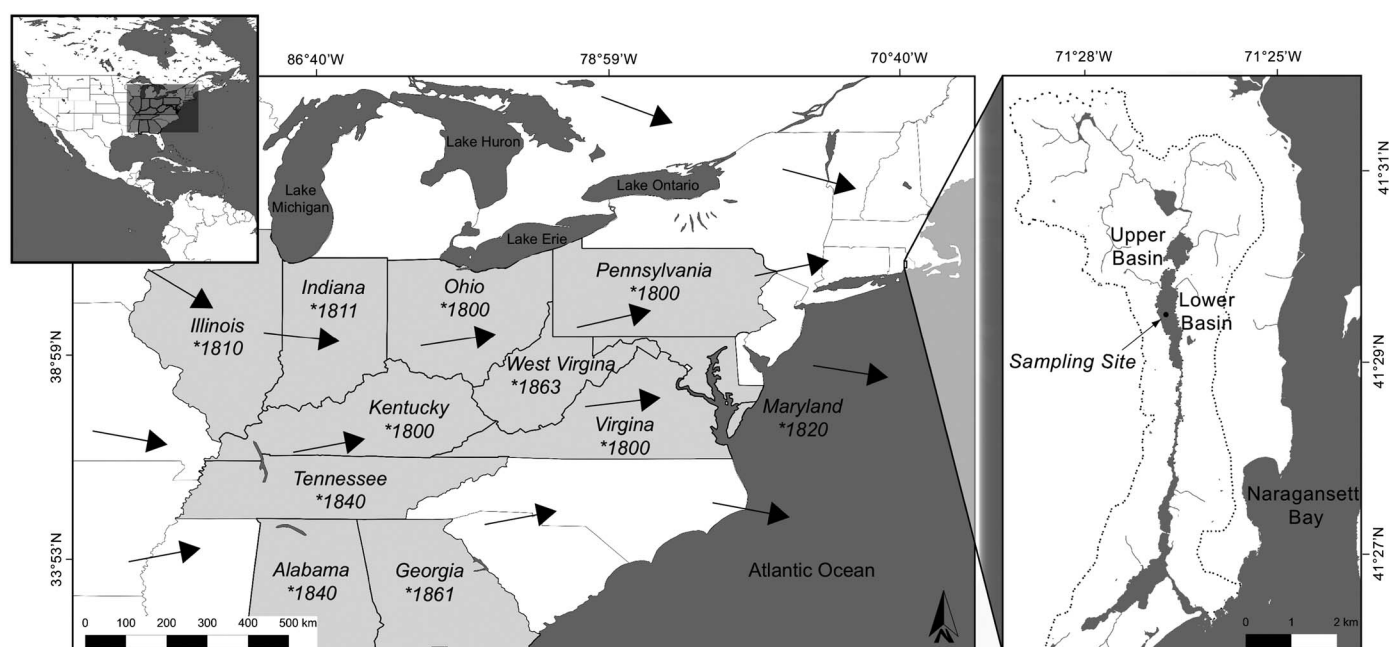 86°40'W
78°59'W
70°40'W
71°28'W
71°25'W
Lake Huron
Lake
Michigan
Lake Ontario
Lake Erie
41°31'N
Upper
Basin
Lower
Basin
Sampling Site
41°29'N
Naragansett
Bay
41°27'N
38°59'N
33°53'N
Pennsylvania
*1800
Indiana
*1811
Ohio
*1800
Illinois
*1810
West Virgina
*1863
Kentucky
*1800
Virgina
*1800
Maryland
*1820
Tennessee
*1840
Alabama
*1840
Georgia
*1861
Atlantic Ocean
0 100 200 300 400 500 km
0 1 2 km